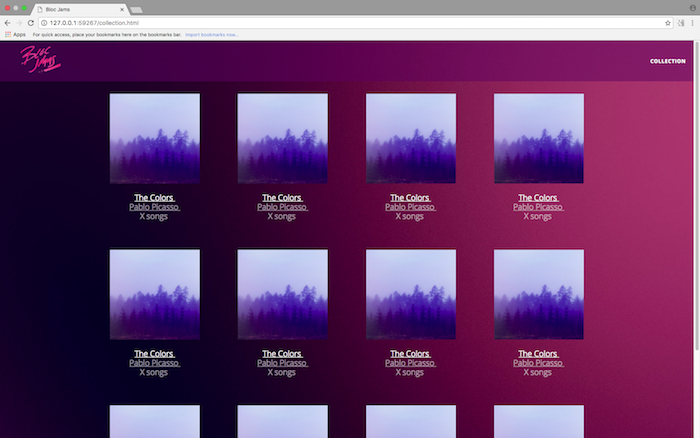 Bloc Jams
127.0.0.1:59267/collection.html
Apps For quick access, place your bookmarks here on the bookmarks bar. Import bookmarks now...
Bloc
Jams
COLLECTION
The Colors The Colors The Colors The Colors
Pablo Picasso Pablo Picasso Pablo Picasso Pablo Picasso
X songs X songs X songs X songs
The Colors The Colors The Colors The Colors
Pablo Picasso Pablo Picasso Pablo Picasso Pablo Picasso
X songs X songs X songs X songs